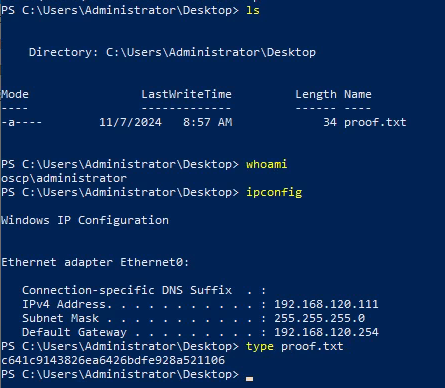 PS C:\Users\Administrator\Desktop> ls
Directory: C:\Users\Administrator\Desktop
Mode                LastWriteTime         Length Name
----                -------------         ------ ----
-a----        11/7/2024   8:57 AM             34 proof.txt
PS C:\Users\Administrator\Desktop> whoami
oscp\administrator
PS C:\Users\Administrator\Desktop> ipconfig
Windows IP Configuration
Ethernet adapter Ethernet0:
Connection-specific DNS Suffix  . :
IPv4 Address. . . . . . . . . . . : 192.168.120.111
Subnet Mask . . . . . . . . . . . : 255.255.255.0
Default Gateway . . . . . . . . . : 192.168.120.254
PS C:\Users\Administrator\Desktop> type proof.txt
c641c9143826ea6426bdfe928a521106
PS C:\Users\Administrator\Desktop> _